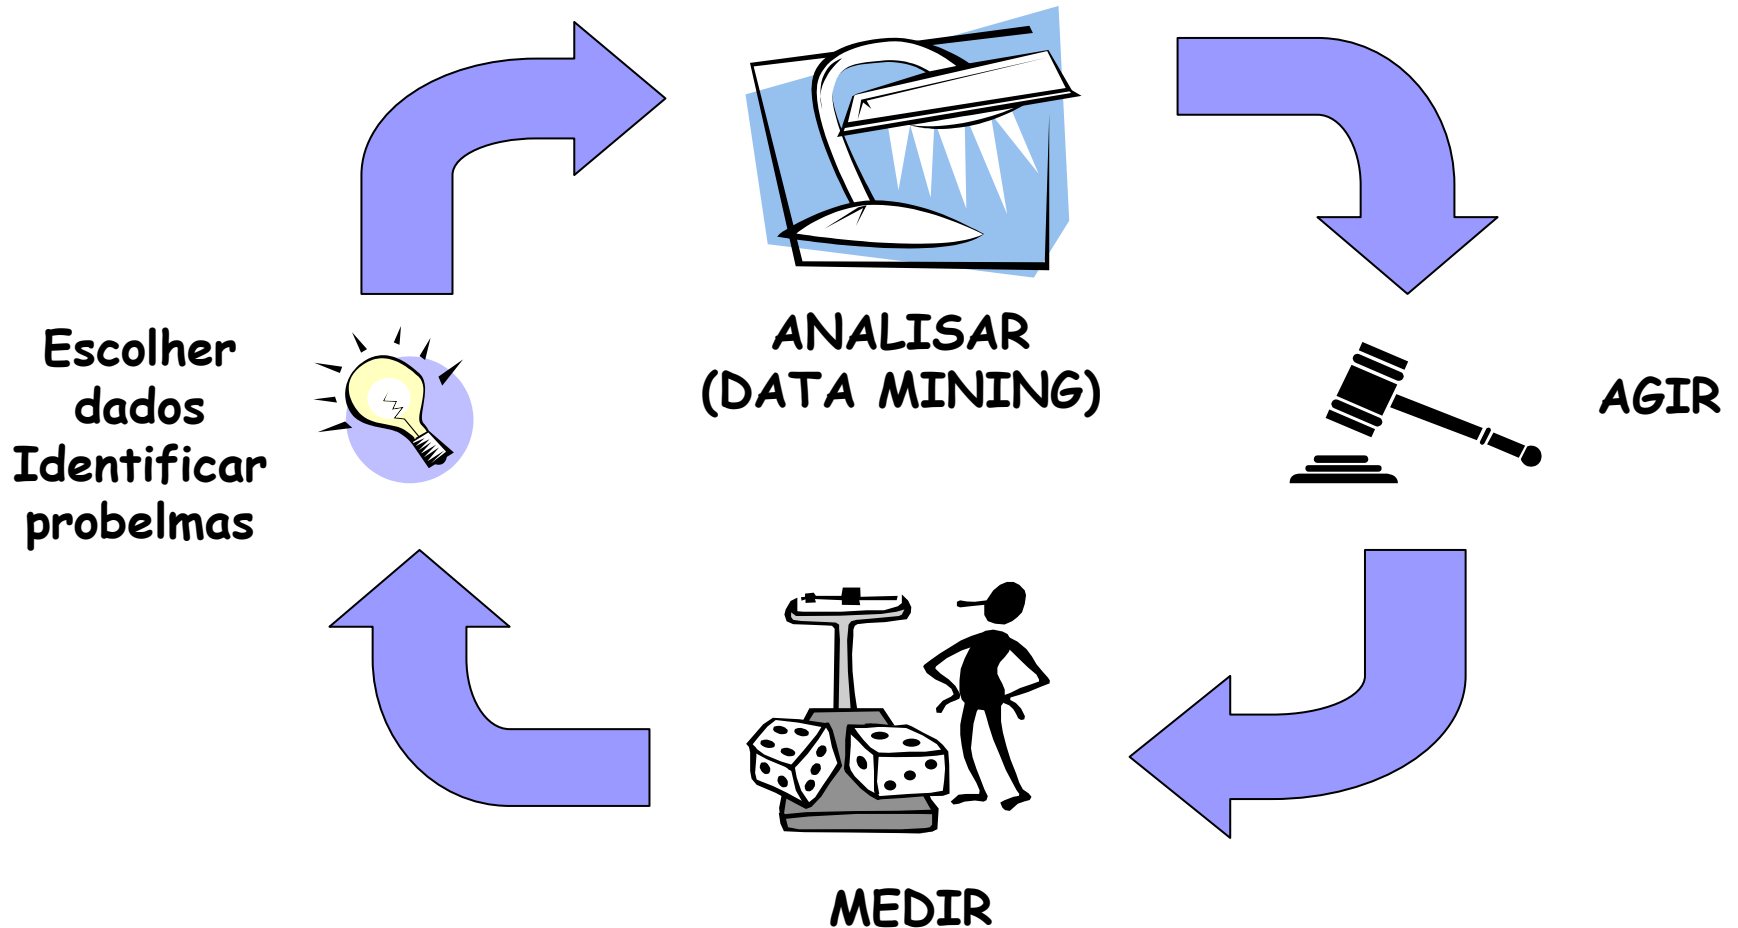 ANALISAR
(DATA MINING)
Escolher
dados
Identificar
probelmas
AGIR
MEDIR